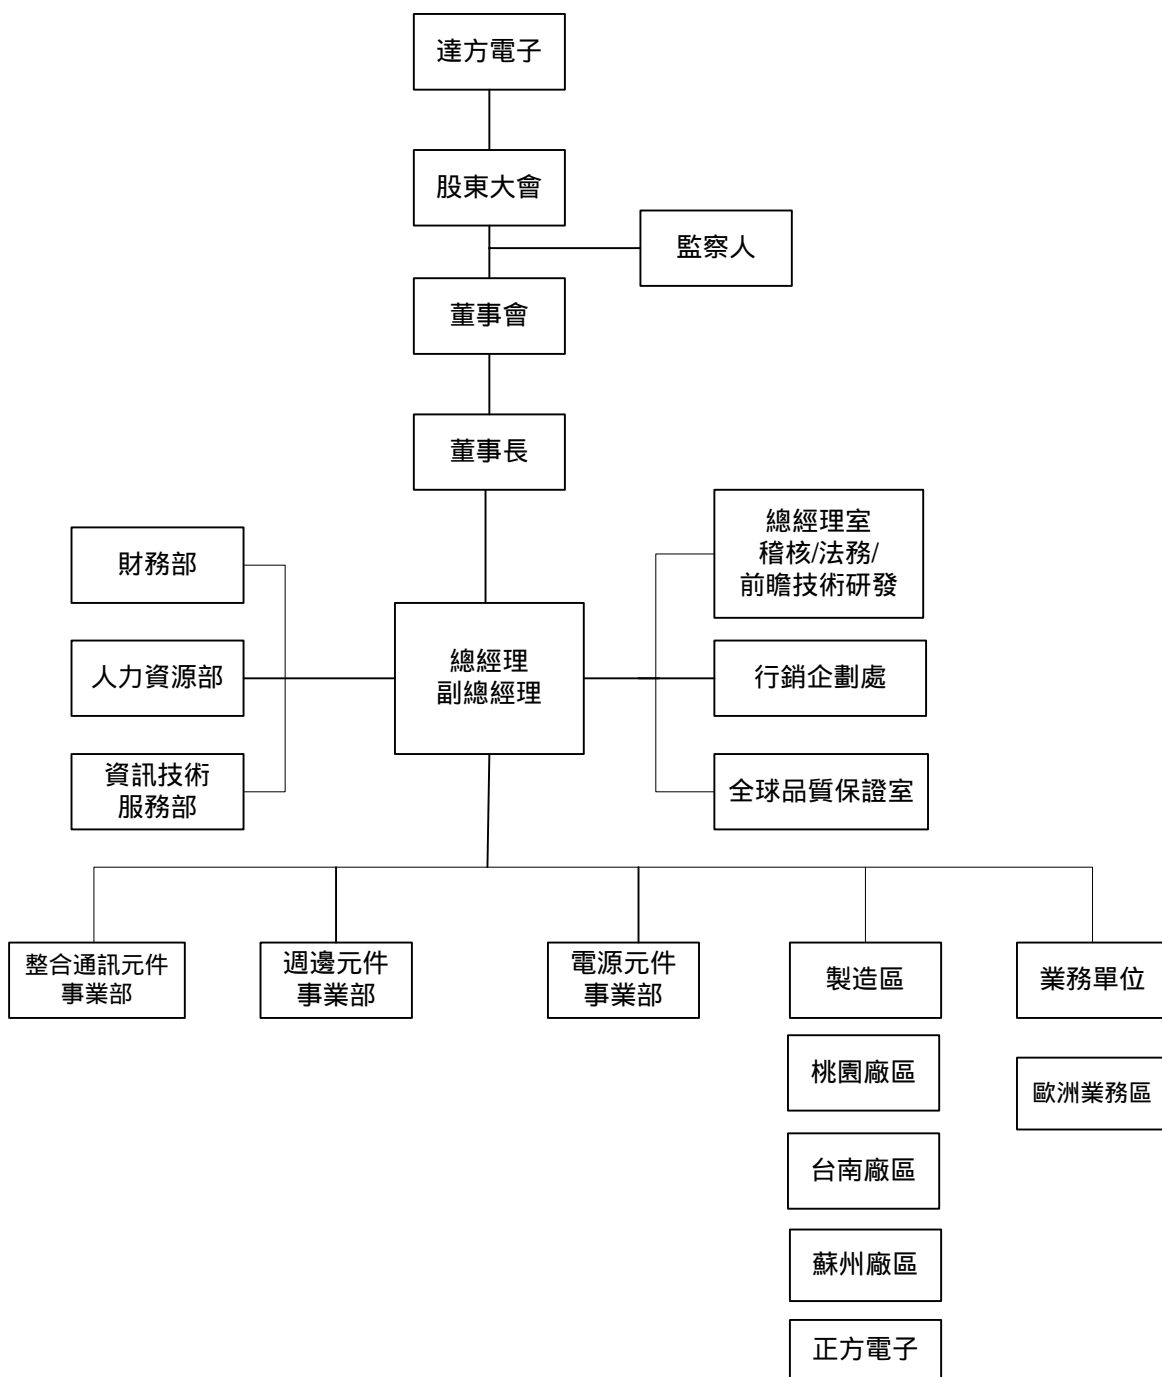 達方電子
股東大會
監察人
董事會
董事長
總經理室
稽核/法務/
前瞻技術研發
財務部
總經理
副總經理
人力資源部
行銷企劃處
資訊技術
服務部
全球品質保證室
整合通訊元件
事業部
週邊元件
事業部
電源元件
事業部
製造區
業務單位
桃園廠區
歐洲業務區
台南廠區
蘇州廠區
正方電子